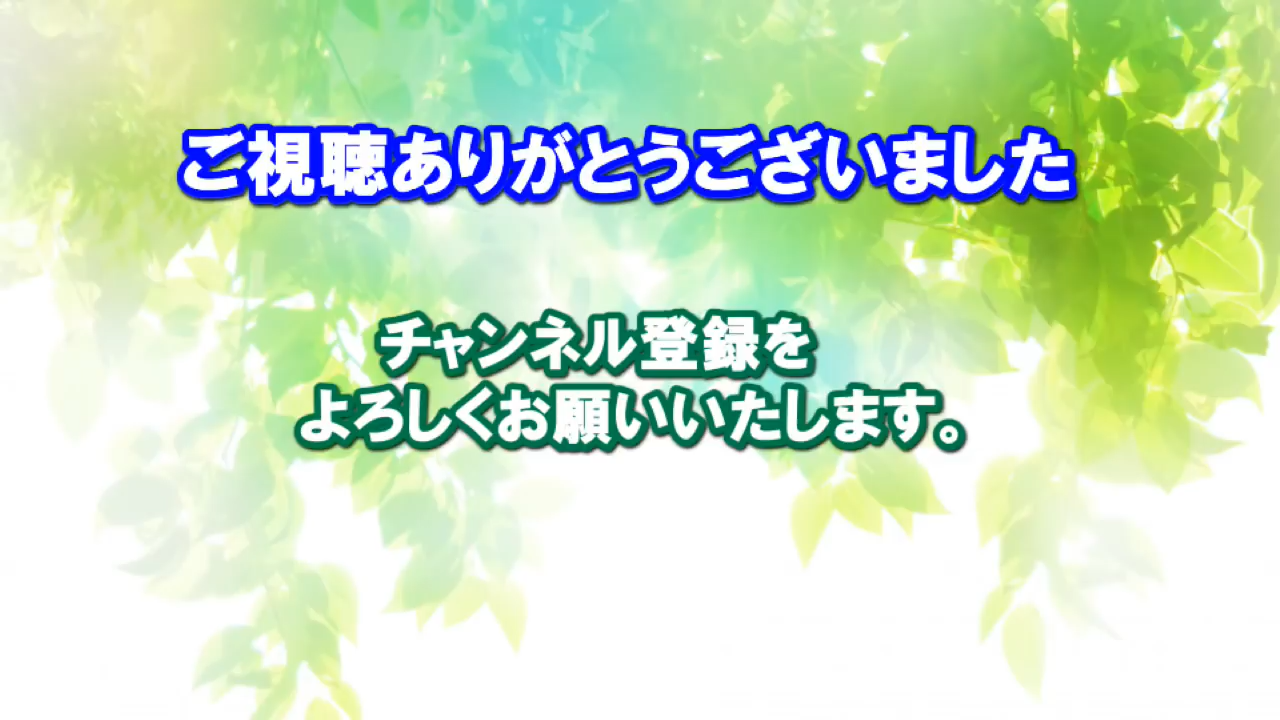 ご視聴ありがとうございました
チャンネル登録を
よろしくお願いいたします。